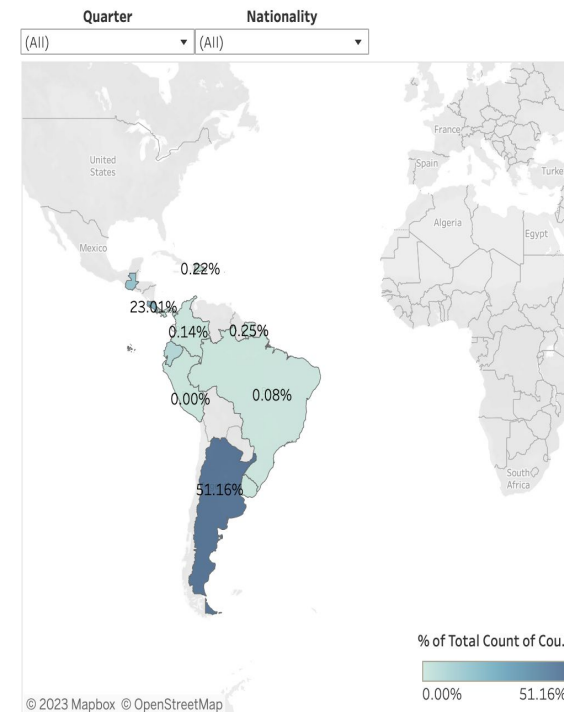 Quarter
Nationality
(All)
(All)
France
United
States
Spain
Turke
Algeria
Egypt
Mexico
0.22%
23.01%
0.14%
0.25%
0.00%
0.08%
South
Africa
51.16%
% of Total Count of Cou.
0.00%
51.16%
© 2023 Mapbox © OpenStreetMap